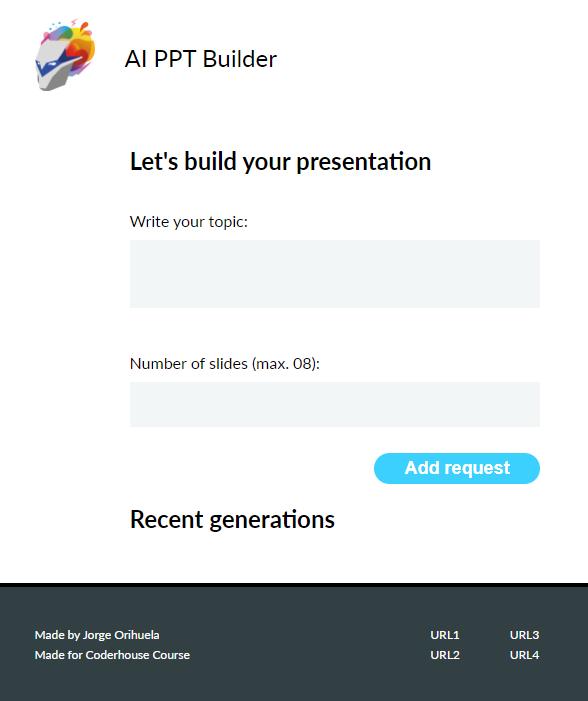 AI PPT Builder
Let's build your presentation
Write your topic:
Number of slides (max. 08):
Add request
Recent generations
Made by Jorge Orihuela
Made for Coderhouse Course
URL1
URL2
URL3
URL4